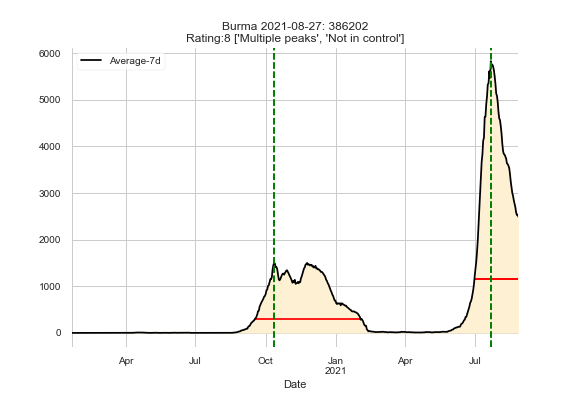 Burma 2021-08-27: 386202
Rating:8 ['Multiple peaks', 'Not in control']
Average-7d
6000
5000
4000
3000
2000
1000
0
Apr
Jul
Oct
Jan
2021
Apr
Jul
Date